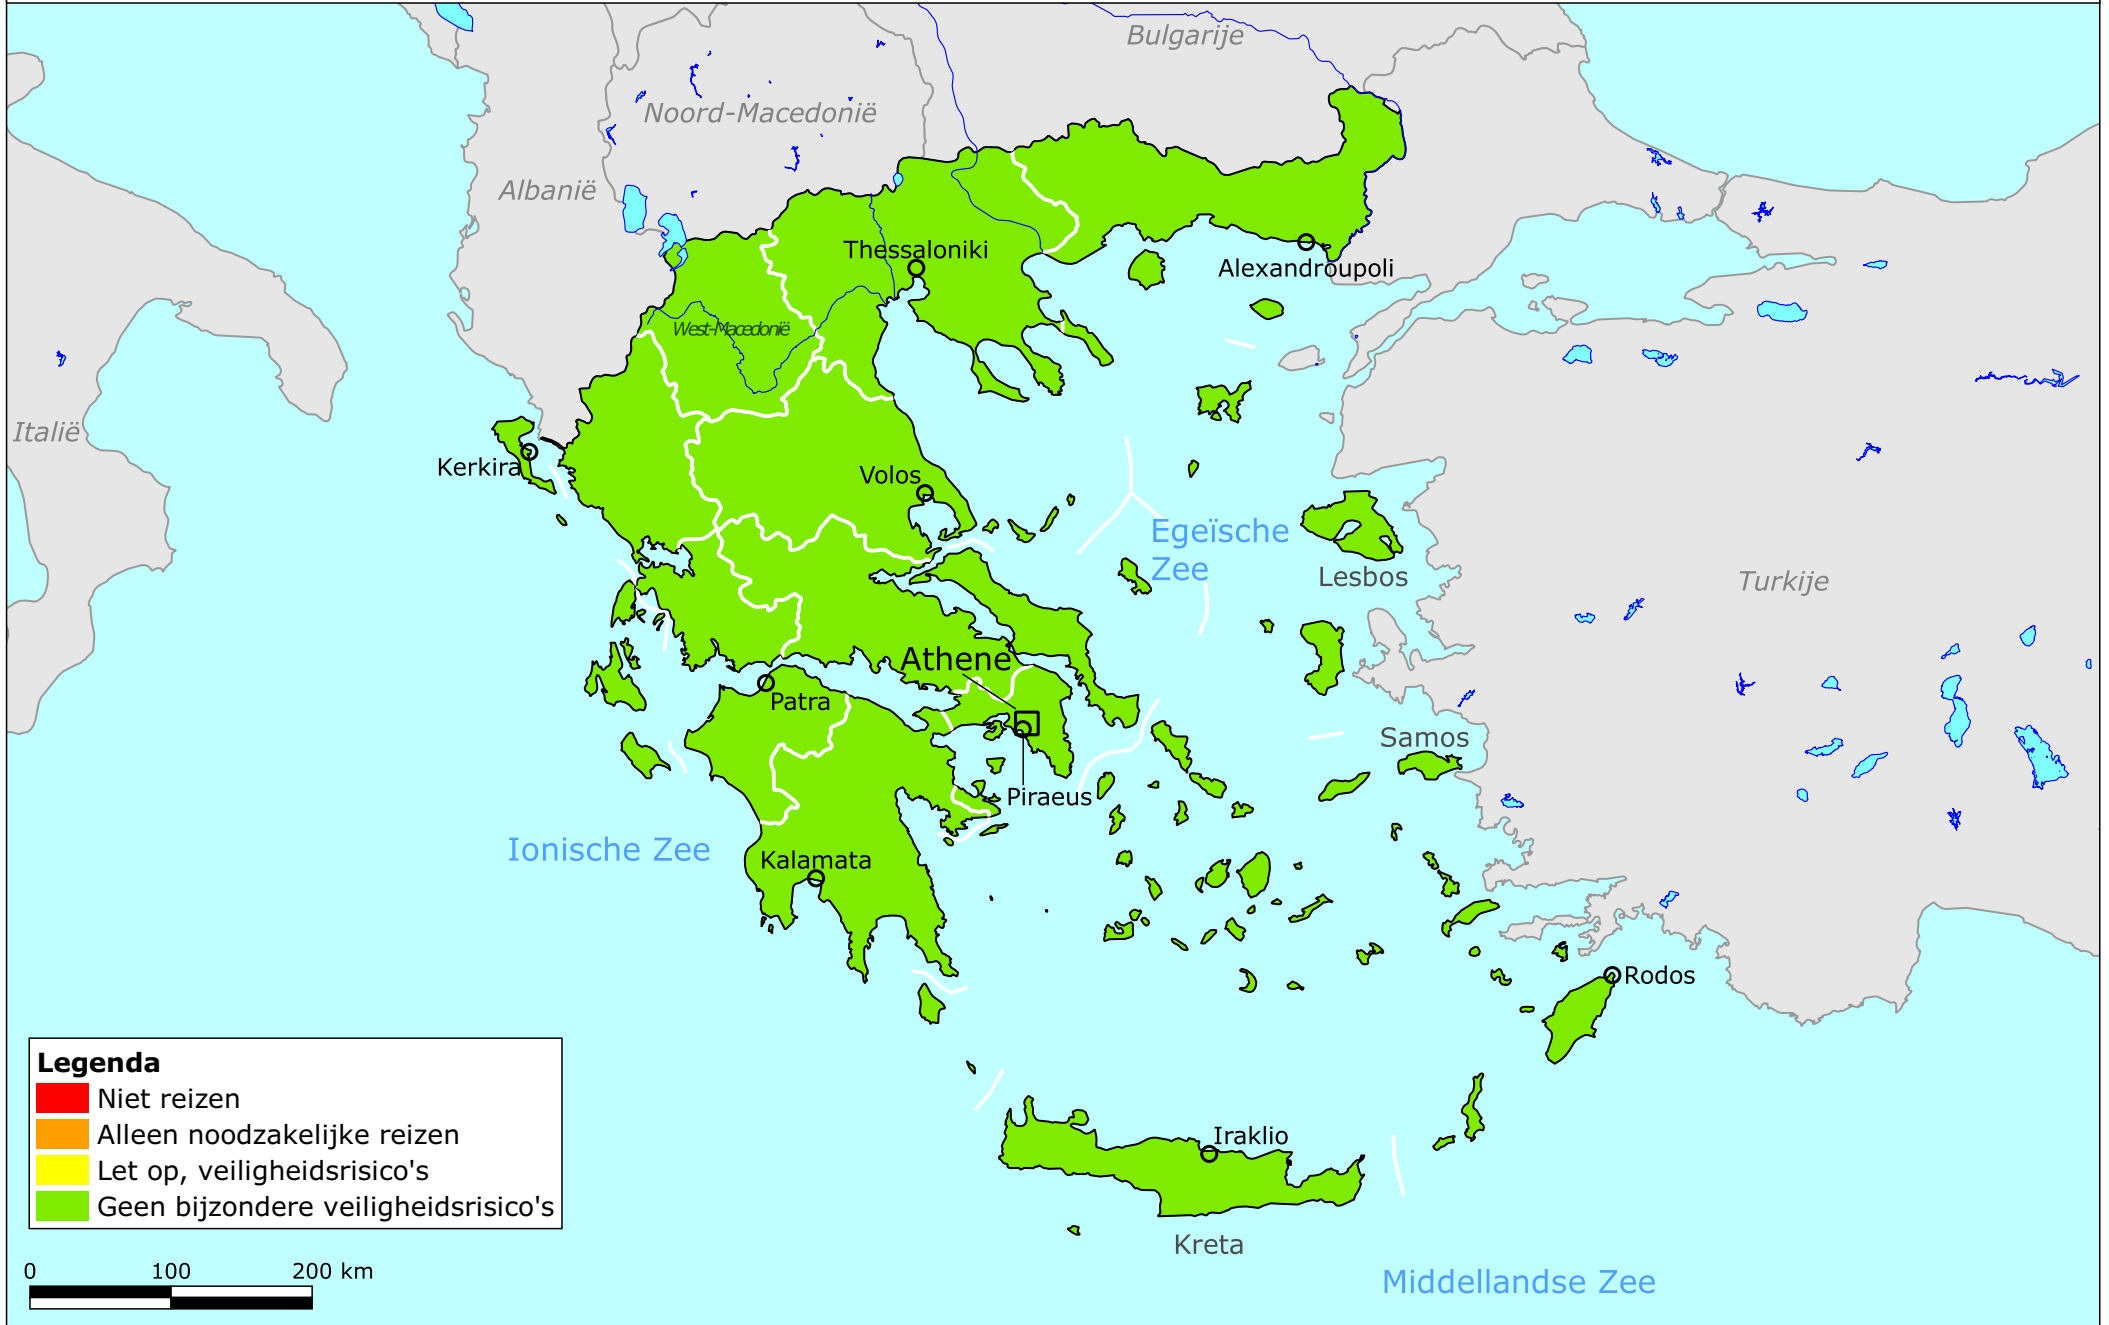 Bulgarije
Noord-Macedonië
Albanië
Thessaloniki
Alexandroupoli
West-Macedonië
Italië
Kerkira
Volos
Egeïsche
Zee
Lesbos
Turkije
Athene
Patra
Samos
Piraeus
Ionische Zee
Kalamata
Rodos
Legenda
Niet reizen
Alleen noodzakelijke reizen
Let op, veiligheidsrisico's
Geen bijzondere veiligheidsrisico's
Iraklio
Kreta
0 100 200 km
Middellandse Zee